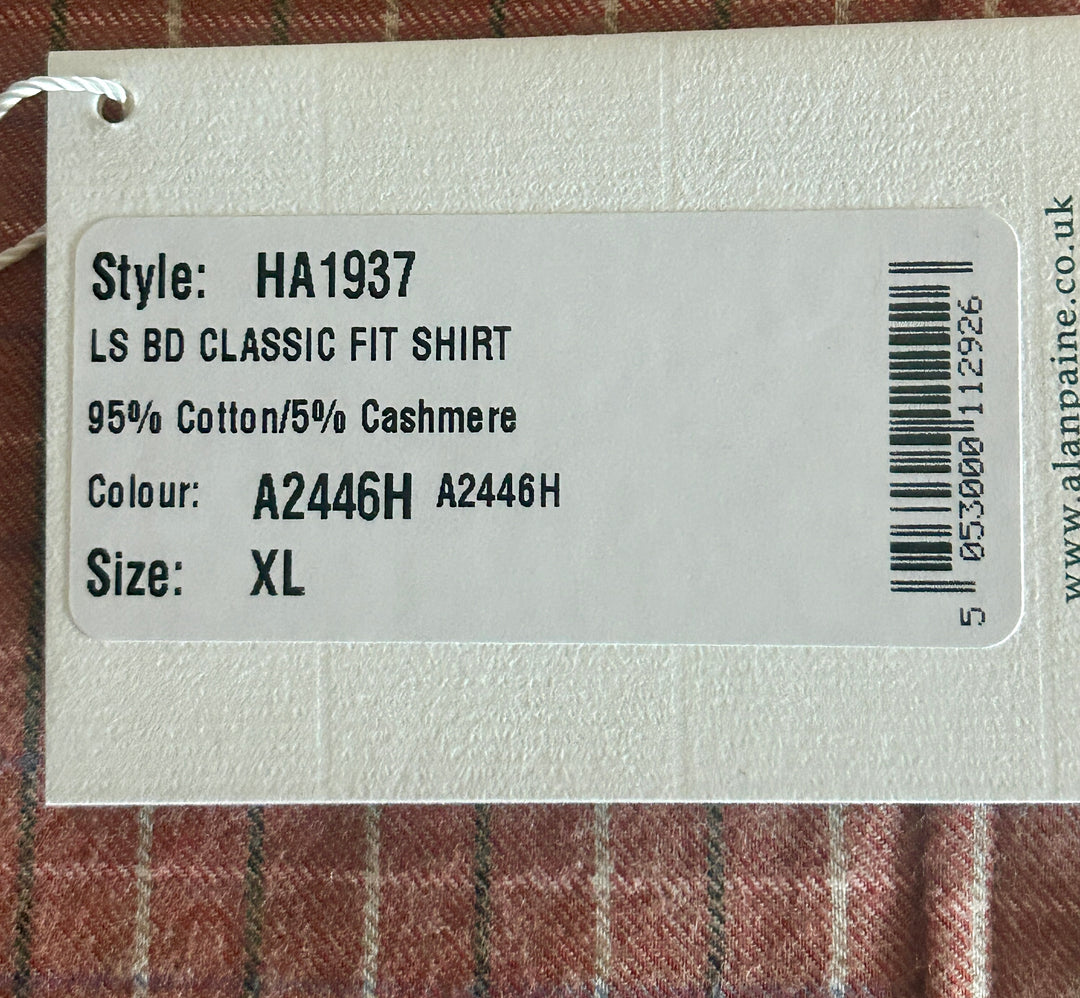 Style: HA1937
LS BD CLASSIC FIT SHIRT
95% Cotton/5% Cashmere
Colour: A2446H A2446H
Size: XL
5 053000 112926
www.alanpaine.co.uk